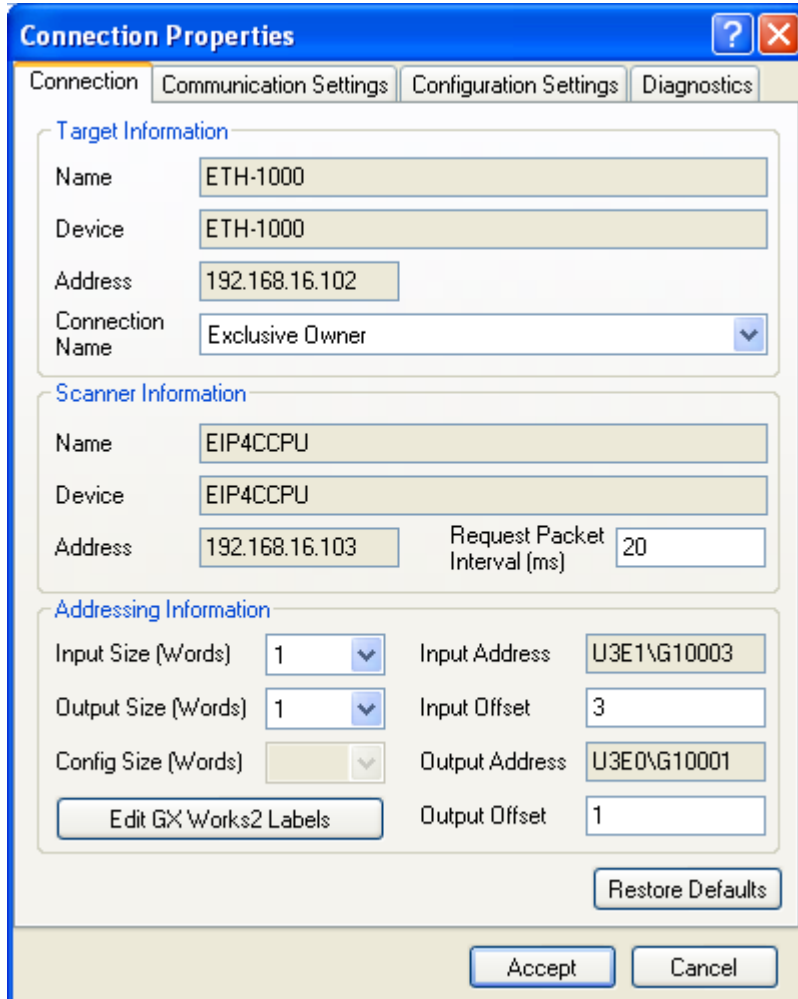 Connection Properties
?
Connection Communication Settings Configuration Settings Diagnostics
Target Information
Name ETH-1000
Device ETH-1000
Address 192.168.16.102
Connection
Name Exclusive Owner
Scanner Information
Name EIP4CCPU
Device EIP4CCPU
Address 192.168.16.103 Request Packet
Interval (ms) 20
Addressing Information
Input Size (Words) 1 Input Address U3E1\G10003
Output Size (Words) 1 Input Offset 3
Config Size (Words) Output Address U3E0\G10001
Edit GX Works2 Labels Output Offset 1
Restore Defaults
Accept Cancel